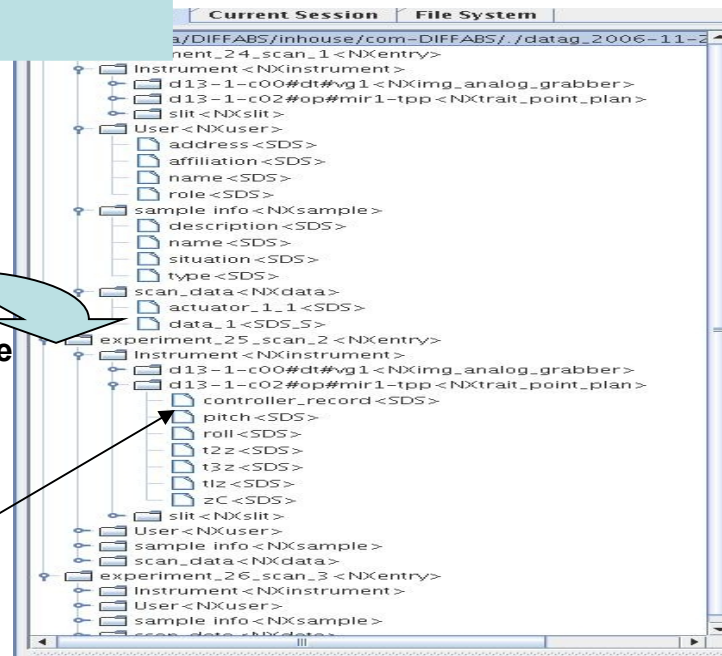 Current Session File System
a/DIFFABS/inhouse/com-DIFFABS/./datag_2006-11-2
ment_24_scan_1<NXentry>
Instrument<NXinstrument>
d13-1-c00#dt#vg1<NXimg_analog_grabber>
d13-1-c02#op#mir1-tpp<NXtrait_point_plan>
slit<NXslit>
User<NXuser>
address<SDS>
affiliation<SDS>
name<SDS>
role<SDS>
sample info<NXsample>
description<SDS>
name<SDS>
situation<SDS>
type<SDS>
scan_data<NXdata>
actuator_1_1<SDS>
data_1<SDS_S>
e
experiment_25_scan_2<NXentry>
Instrument<NXinstrument>
d13-1-c00#dt#vg1<NXimg_analog_grabber>
d13-1-c02#op#mir1-tpp<NXtrait_point_plan>
controller_record<SDS>
pitch<SDS>
roll<SDS>
t2z<SDS>
t3z<SDS>
tlz<SDS>
zC<SDS>
slit<NXslit>
User<NXuser>
sample info<NXsample>
scan_data<NXdata>
experiment_26_scan_3<NXentry>
Instrument<NXinstrument>
User<NXuser>
sample info<NXsample>
scan_data<NXdata>